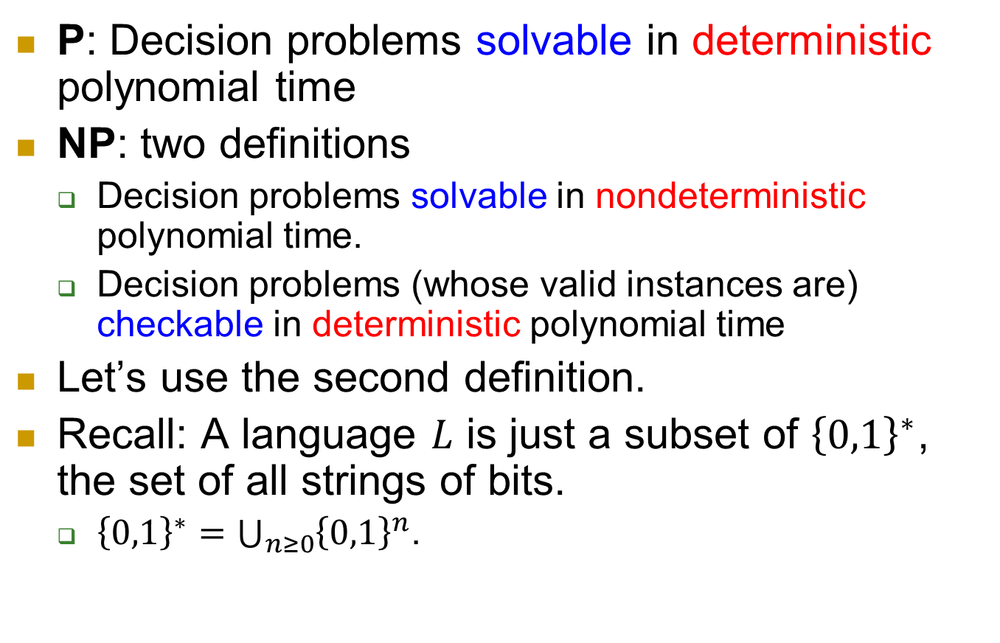 P: Decision problems solvable in deterministic
polynomial time
NP: two definitions
Decision problems solvable in nondeterministic
polynomial time.
Decision problems (whose valid instances are)
checkable in deterministic polynomial time
Let’s use the second definition.
Recall: A language 𝐿 is just a subset of {0,1}*,
the set of all strings of bits.
{0,1}* = ⋃ₙ≥₀{0,1}ⁿ.